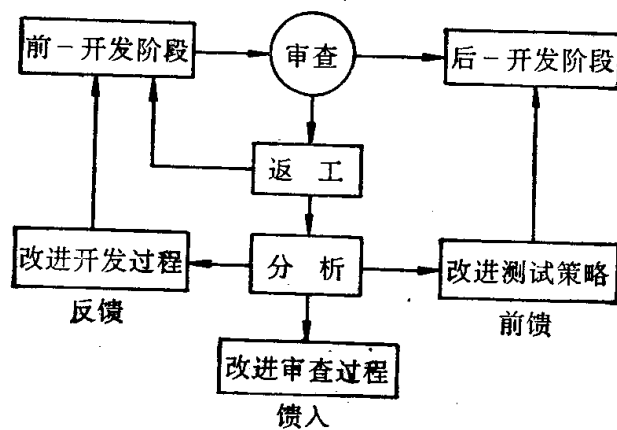 前-开发阶段
审查
后-开发阶段
返 工
改进开发过程
分 析
改进测试策略
反馈
前馈
改进审查过程
馈入